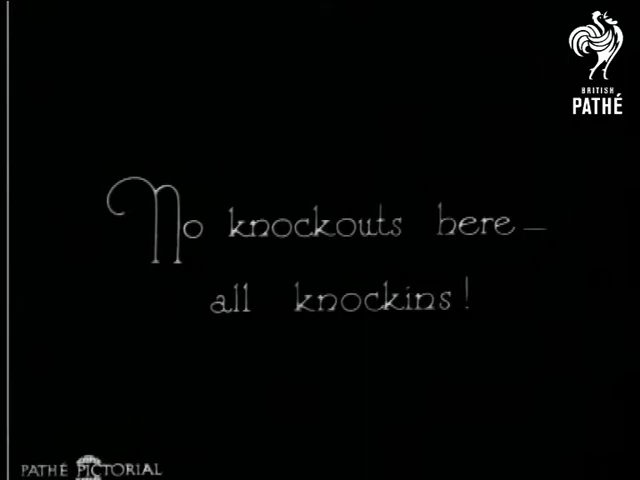 BRITISH
PATHÉ
No knockouts here —
all knockins!
PATHÉ PICTORIAL